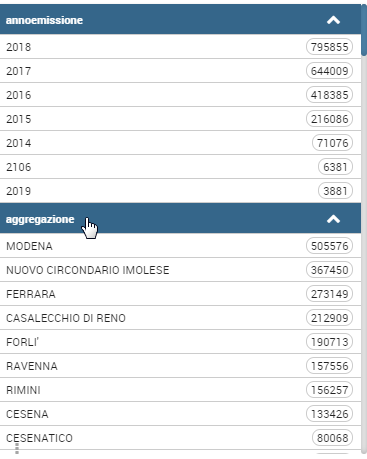 annoemissione
2018 795855
2017 644009
2016 418385
2015 216086
2014 71076
2106 6381
2019 3881
aggregazione
MODENA 505576
NUOVO CIRCONDARIO IMOLESE 367450
FERRARA 273149
CASALECCHIO DI RENO 212909
FORLI' 190713
RAVENNA 157556
RIMINI 156257
CESENA 133426
CESENATICO 80068